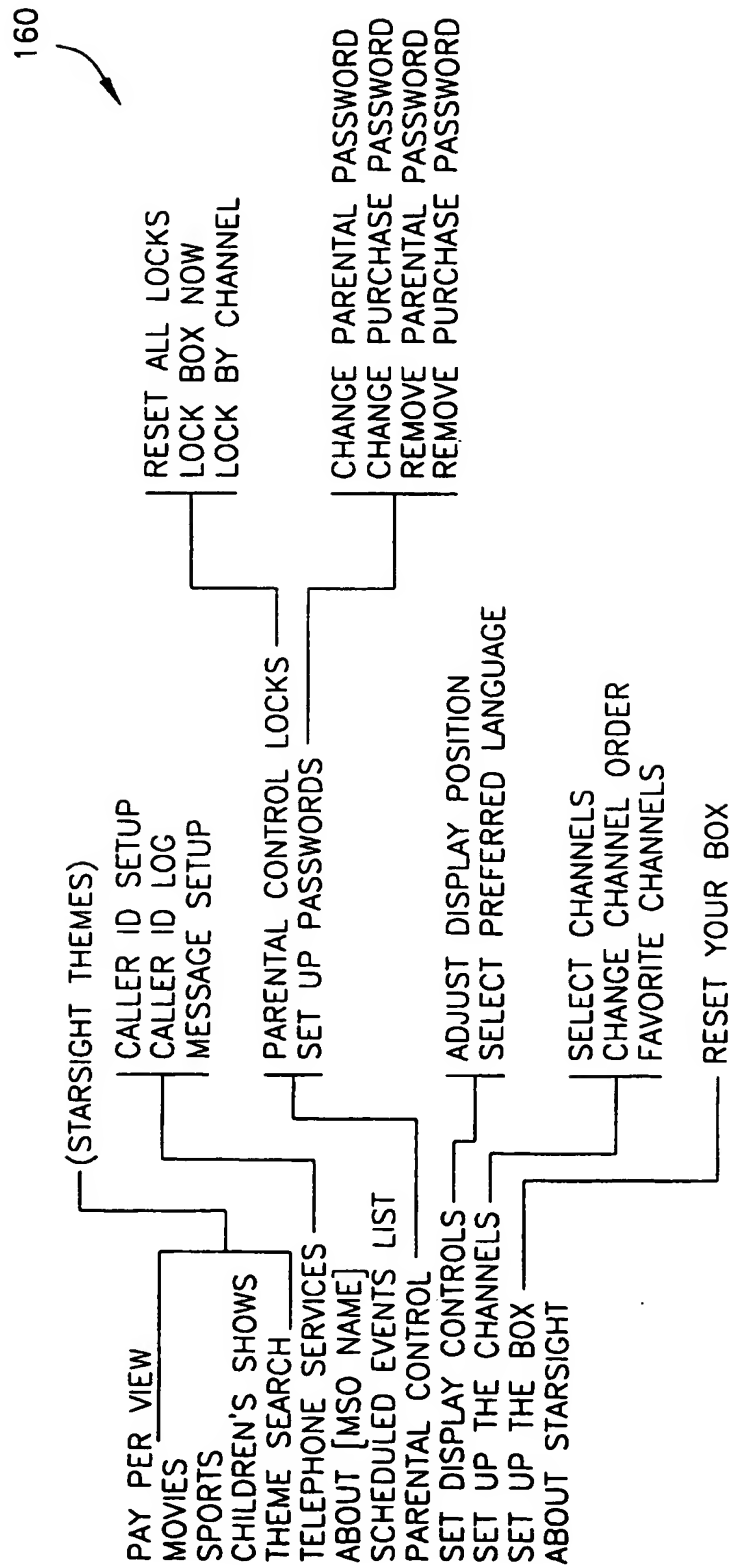 160
PAY PER VIEW
MOVIES
SPORTS
CHILDREN'S SHOWS
THEME SEARCH
TELEPHONE SERVICES
ABOUT [MSO NAME]
SCHEDULED EVENTS LIST
PARENTAL CONTROL
SET DISPLAY CONTROLS
SET UP THE CHANNELS
SET UP THE BOX
ABOUT STARSIGHT
(STARSIGHT THEMES)
CALLER ID SETUP
CALLER ID LOG
MESSAGE SETUP
PARENTAL CONTROL LOCKS
SET UP PASSWORDS
ADJUST DISPLAY POSITION
SELECT PREFERRED LANGUAGE
SELECT CHANNELS
CHANGE CHANNEL ORDER
FAVORITE CHANNELS
RESET YOUR BOX
RESET ALL LOCKS
LOCK BOX NOW
LOCK BY CHANNEL
CHANGE PARENTAL PASSWORD
CHANGE PURCHASE PASSWORD
REMOVE PARENTAL PASSWORD
REMOVE PURCHASE PASSWORD